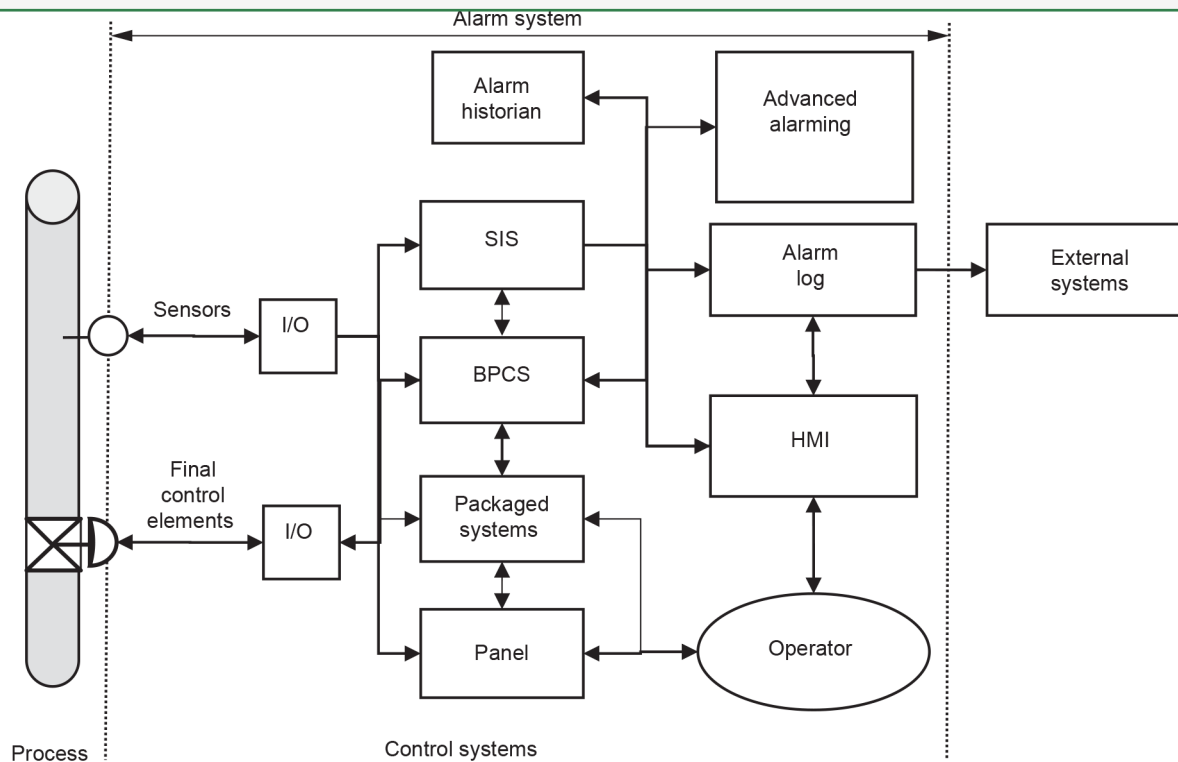 Alarm system
Alarm
historian
Advanced
alarming
SIS
Alarm
log
External
systems
Sensors
I/O
BPCS
HMI
Final
control
elements
I/O
Packaged
systems
Panel
Operator
Process
Control systems